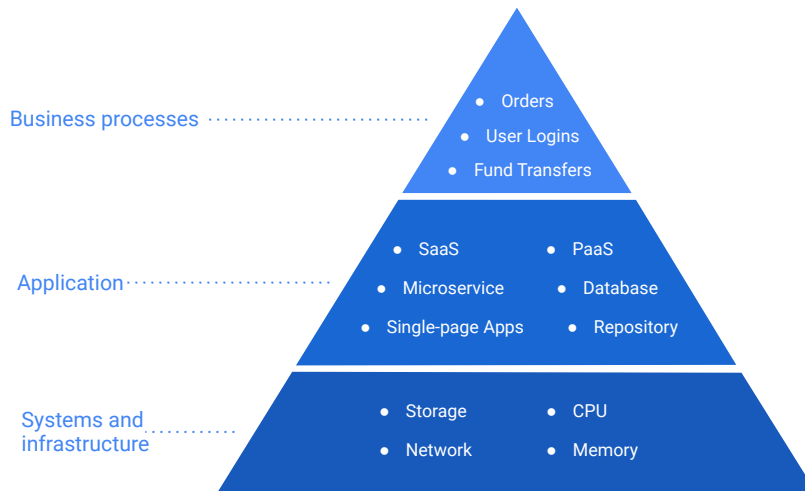 Business processes
● Orders
● User Logins
● Fund Transfers
Application
● SaaS
● PaaS
● Microservice
● Database
● Single-page Apps
● Repository
Systems and
infrastructure
● Storage
● CPU
● Network
● Memory